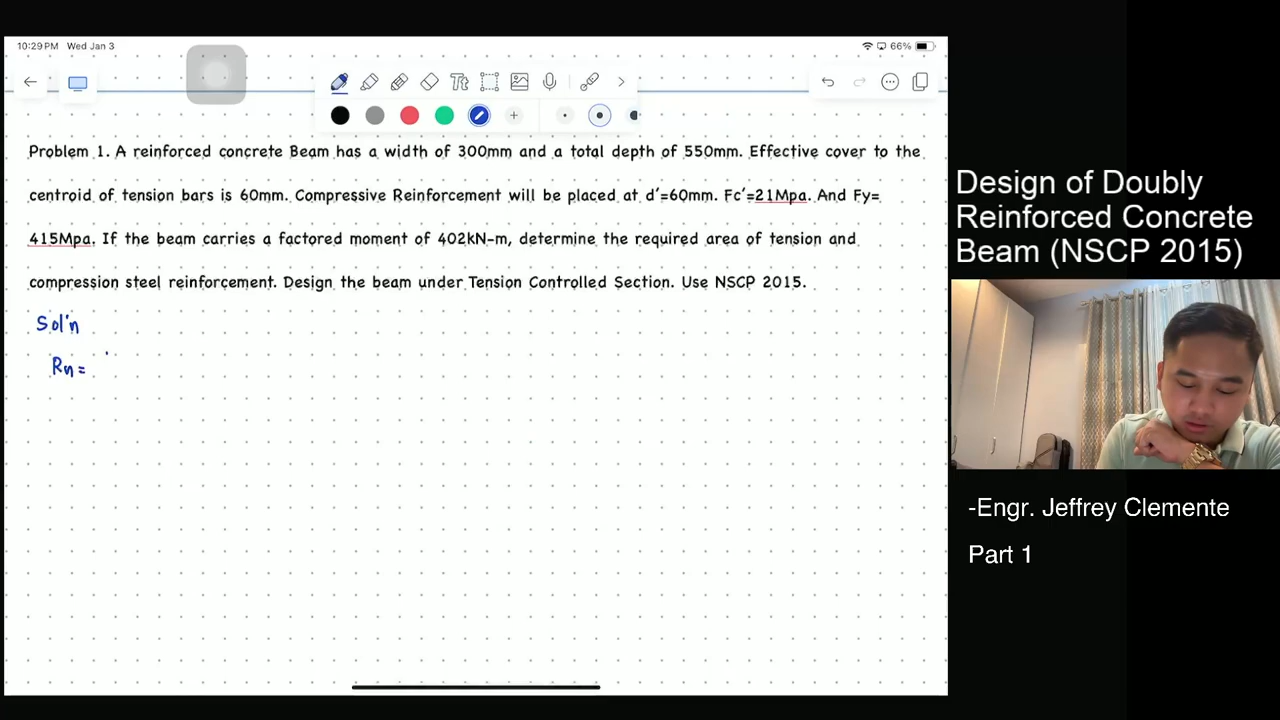 10:29 PM Wed Jan 3
66%
Tt
Problem 1. A reinforced concrete Beam has a width of 300mm and a total depth of 550mm. Effective cover to the
centroid of tension bars is 60mm. Compressive Reinforcement will be placed at d'=60mm. Fc'=21Mpa. And Fy=
415Mpa. If the beam carries a factored moment of 402kN-m, determine the required area of tension and
compression steel reinforcement. Design the beam under Tension Controlled Section. Use NSCP 2015.
Sol'n
Rn =
Design of Doubly
Reinforced Concrete
Beam (NSCP 2015)
-Engr. Jeffrey Clemente
Part 1